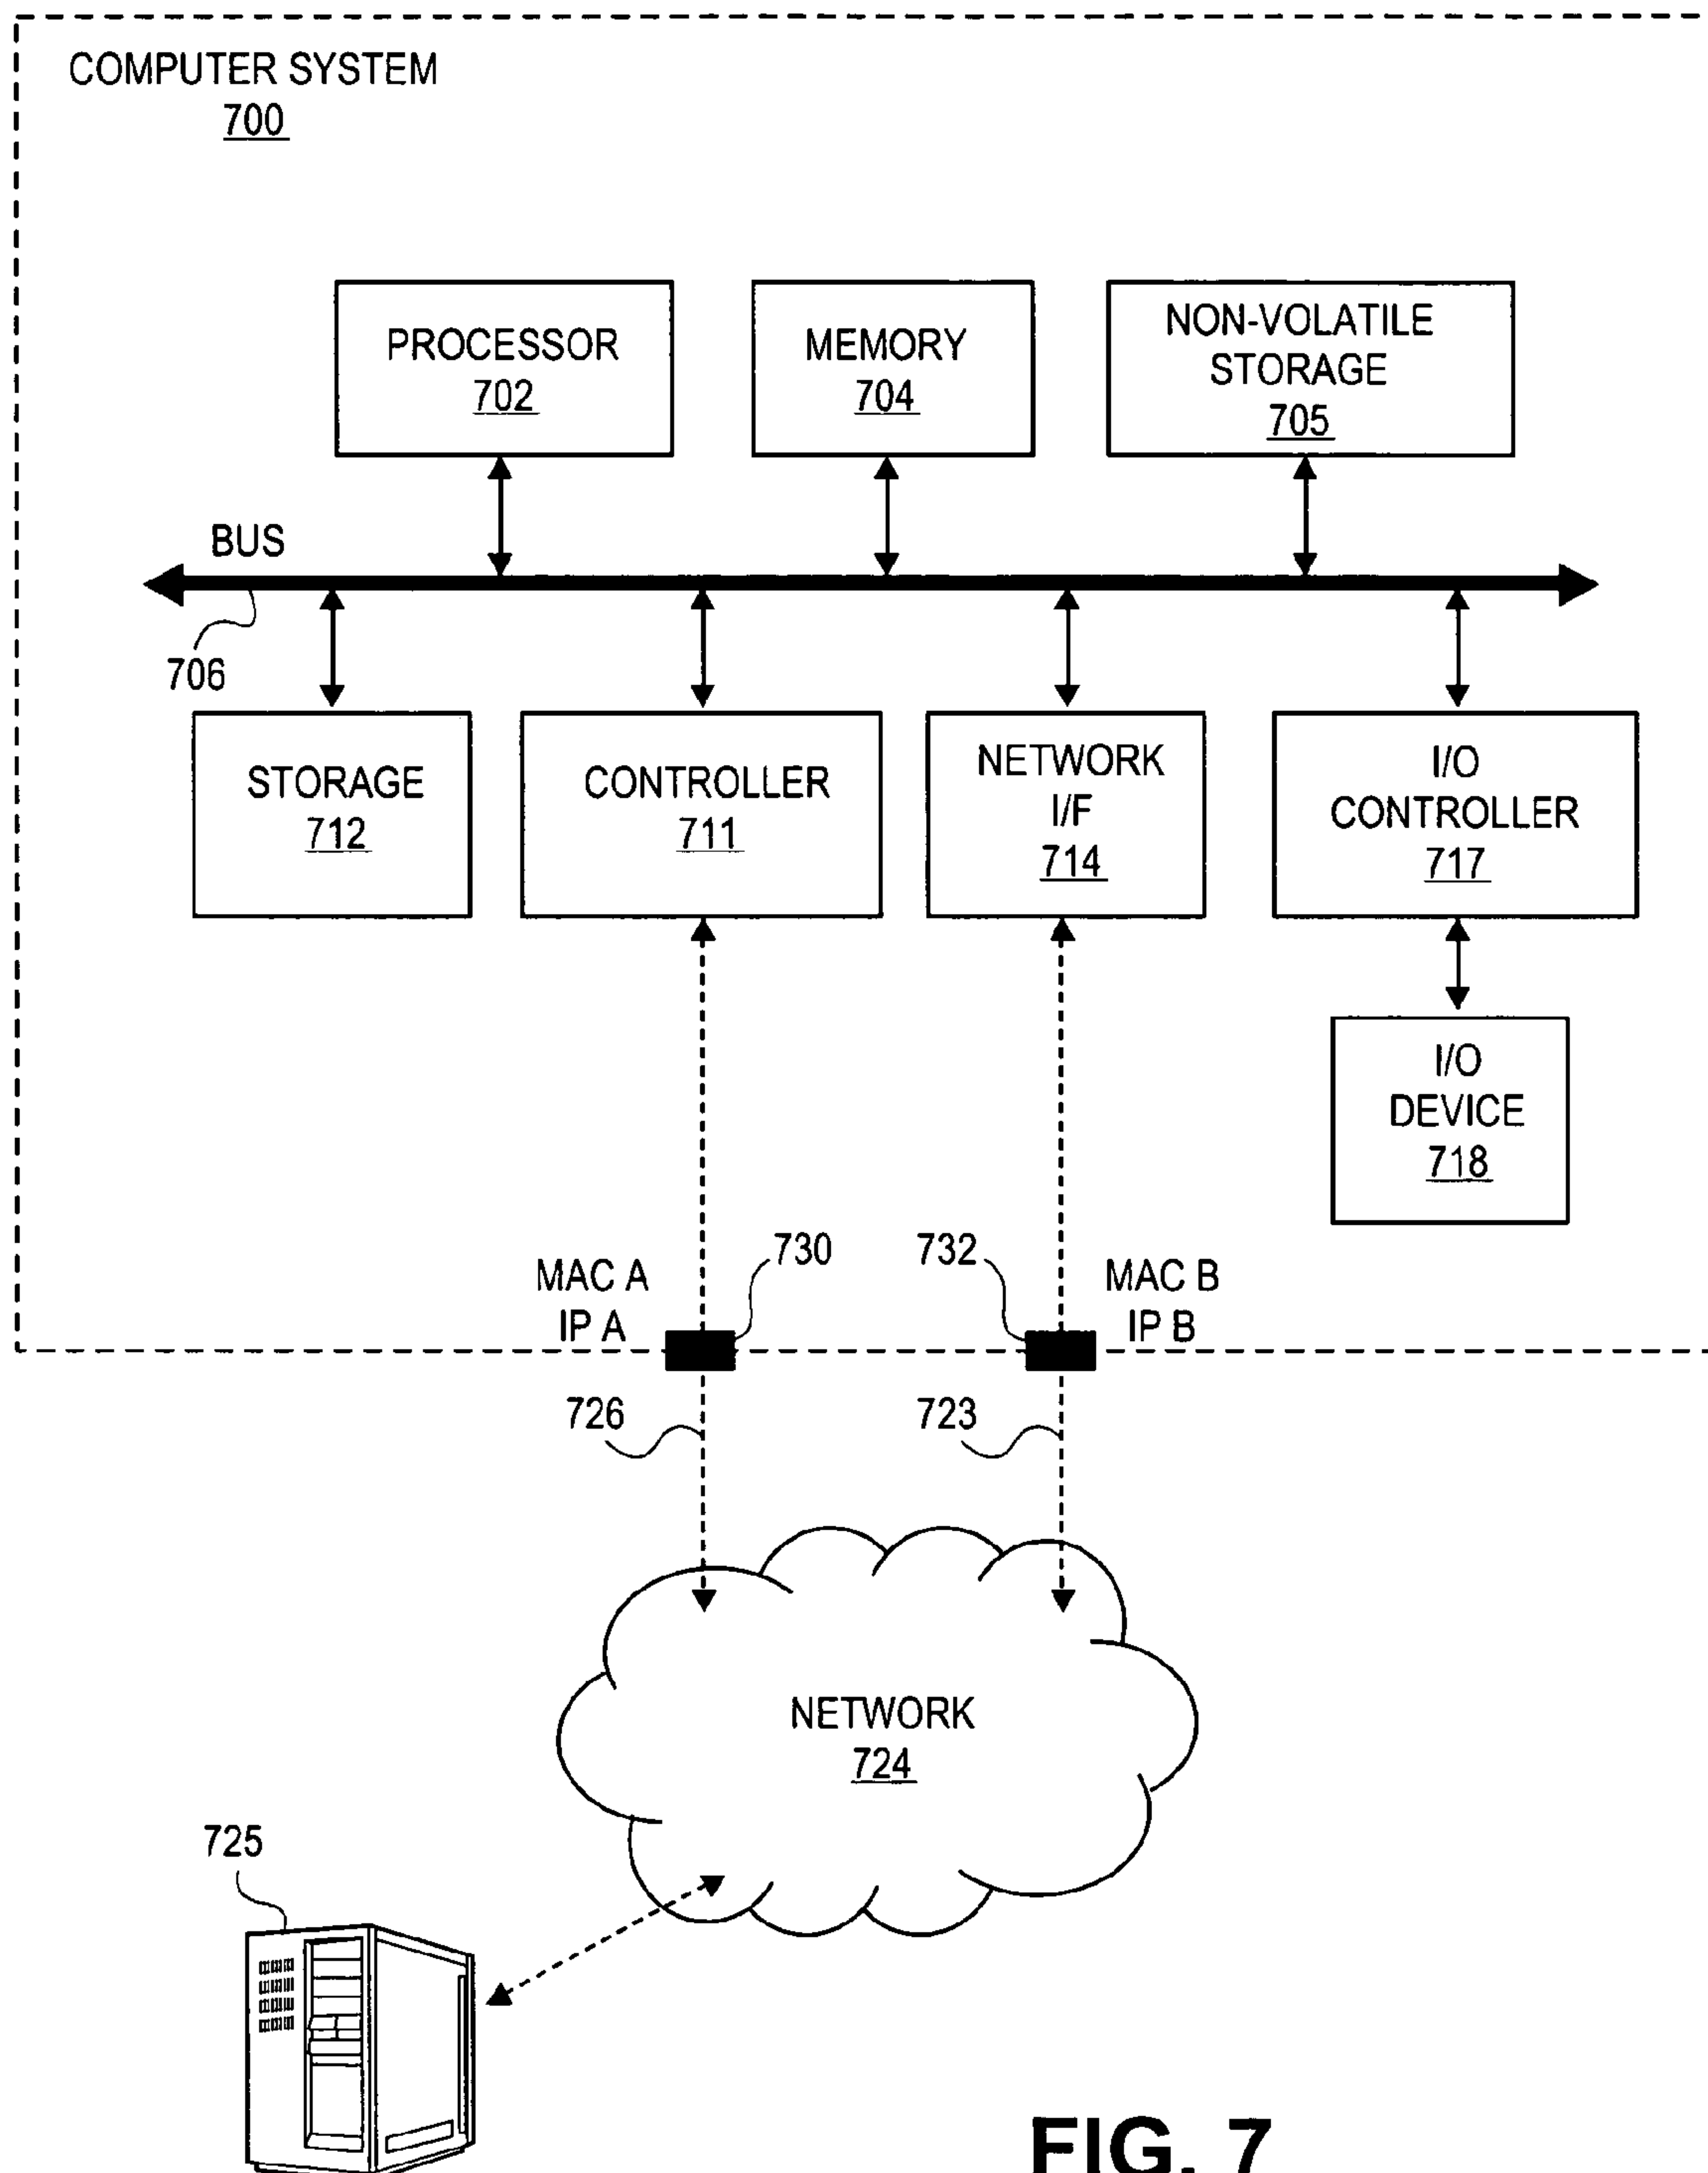 COMPUTER SYSTEM
700
PROCESSOR
702
MEMORY
704
NON-VOLATILE
STORAGE
705
BUS
706
STORAGE
712
CONTROLLER
711
NETWORK
I/F
714
I/O
CONTROLLER
717
I/O
DEVICE
718
730
732
MAC A
IP A
MAC B
IP B
726
723
NETWORK
724
725
FIG. 7